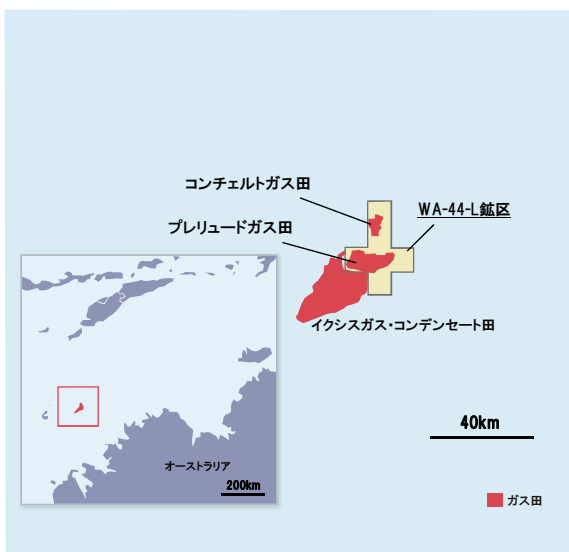 コンチェルトガス田
プレリュードガス田
WA-44-L鉱区
イクシスガス・コンデンセート田
40km
オーストラリア
200km
ガス田